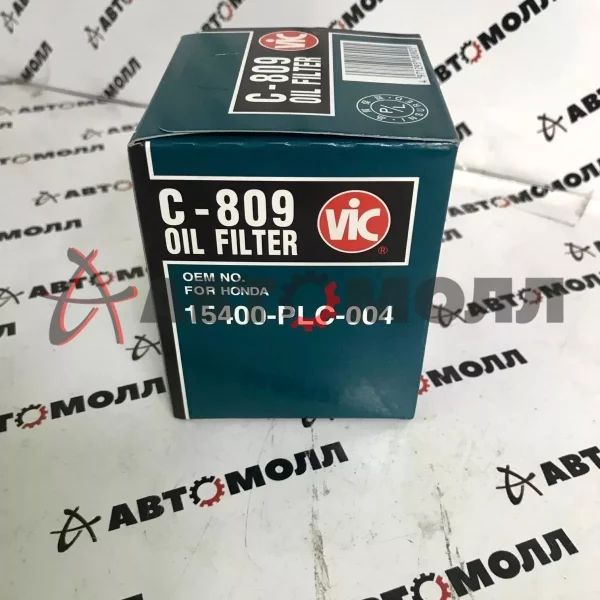 АВТОМОЛЛ
АВТОМОЛЛ
C-809
OIL FILTER
VIC
C-809
OIL FILTER
VIC
®
OEM NO.
FOR HONDA
15400-PLC-004
АВТОМОЛЛ
АВТОМОЛЛ
АВТОМОЛЛ
АВТОМОЛЛ
АВТОМОЛЛ